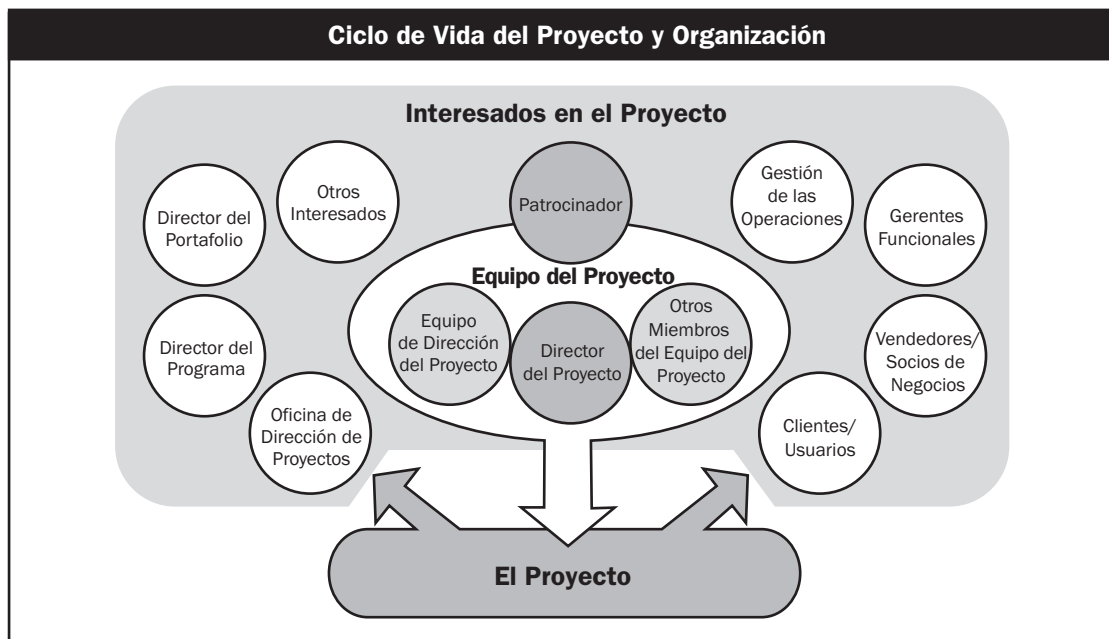 Ciclo de Vida del Proyecto y Organización
Interesados en el Proyecto
Director del
Portafolio
Otros
Interesados
Patrocinador
Gestión
de las
Operaciones
Gerentes
Funcionales
Equipo del Proyecto
Director del
Programa
Equipo
de Dirección
del Proyecto
Director
del Proyecto
Otros
Miembros
del Equipo del
Proyecto
Vendedores/
Socios de
Negocios
Oficina de
Dirección de
Proyectos
Clientes/
Usuarios
El Proyecto